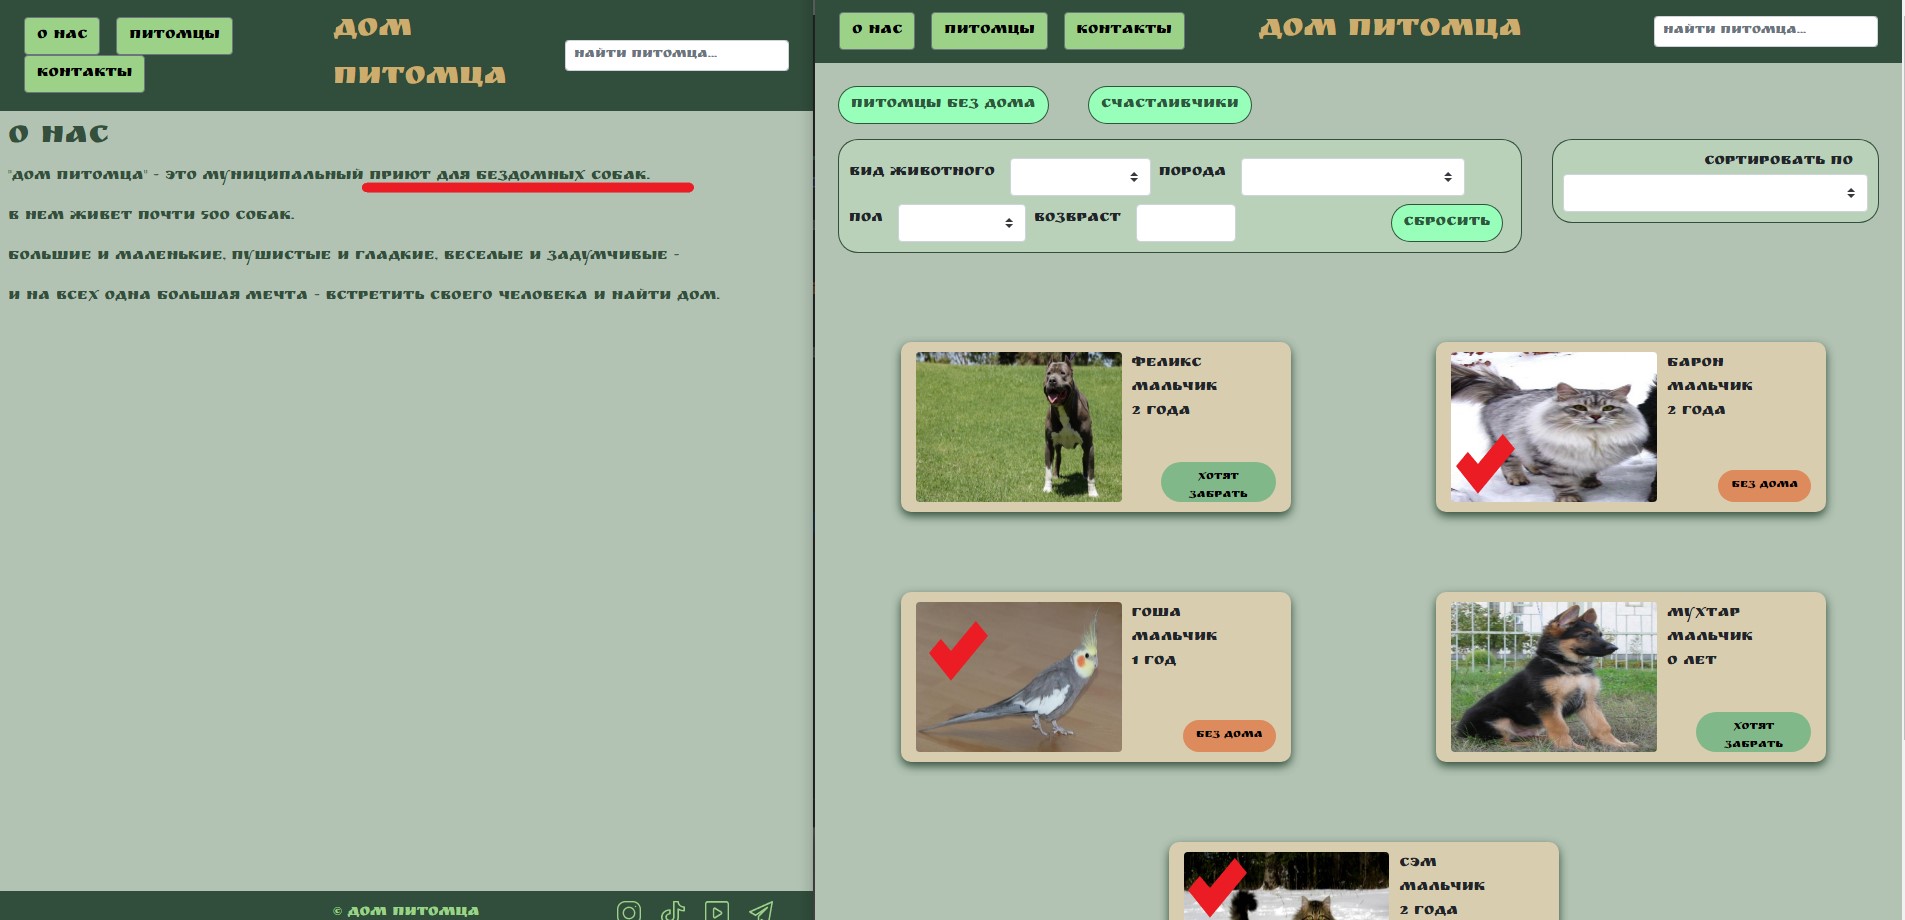 о нас
питомцы
контакты
дом
питомца
найти питомца...
о нас
"дом питомца" - это муниципальный приют для бездомных собак.
в нем живет почти 500 собак.
большие и маленькие, пушистые и гладкие, веселые и задумчивые -
и на всех одна большая мечта - встретить своего человека и найти дом.
© дом питомца
о нас
питомцы
контакты
дом питомца
найти питомца...
питомцы без дома
счастливчики
вид животного
порода
пол
возвраст
сбросить
сортировать по
феликс
мальчик
2 года
хотят
забрать
барон
мальчик
2 года
без дома
гоша
мальчик
1 год
без дома
мухтар
мальчик
0 лет
хотят
забрать
сэм
мальчик
2 года